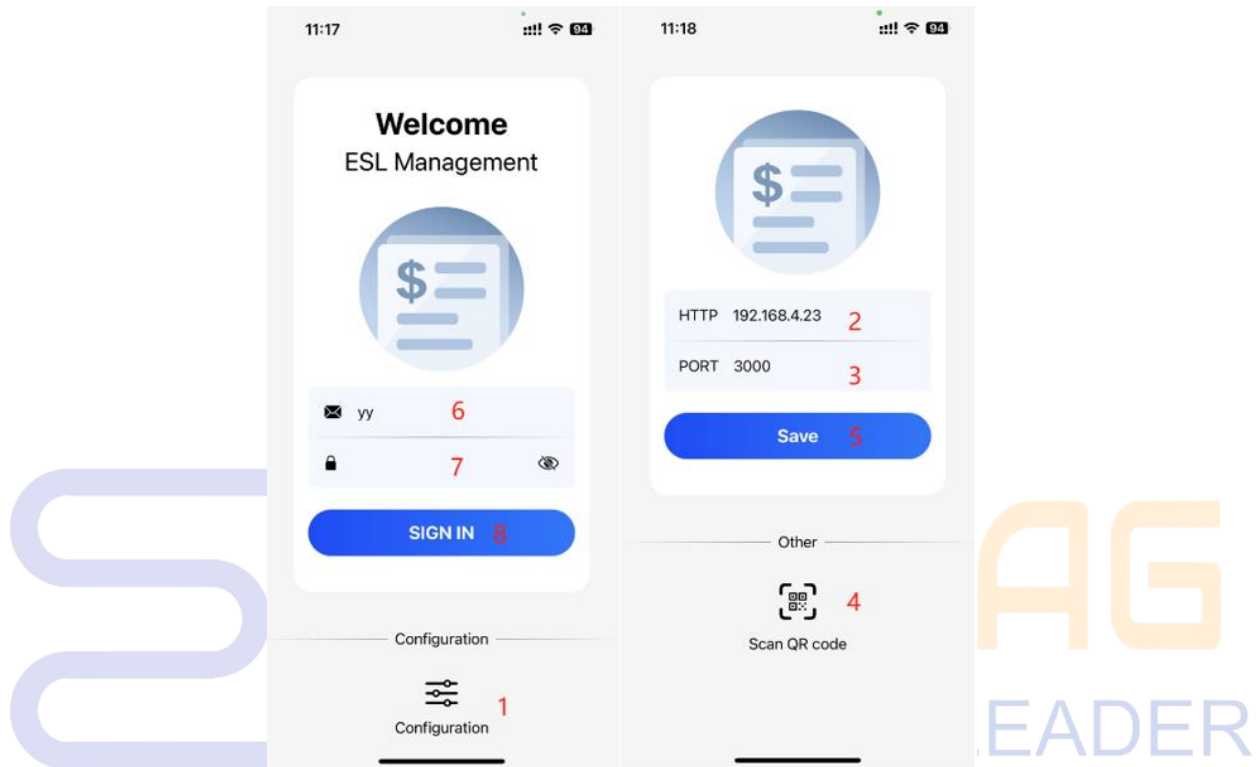 11:17
94
Welcome
ESL Management
$
yy 6
7
SIGN IN 8
Configuration
Configuration 1
11:18
94
$
HTTP 192.168.4.23 2
PORT 3000 3
Save 5
Other
4
Scan QR code
AG
LEADER